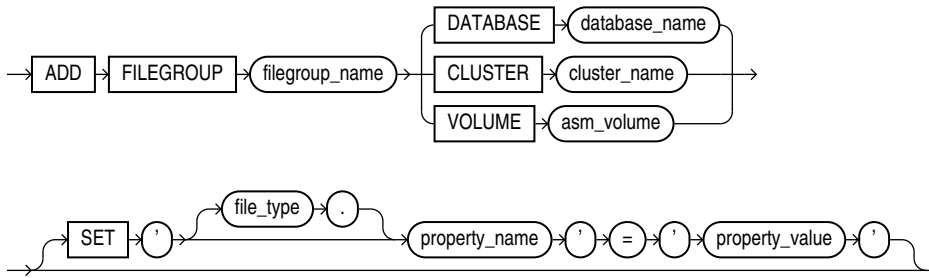 DATABASE database_name
ADD FILEGROUP filegroup_name CLUSTER cluster_name
VOLUME asm_volume
file_type .
SET ' property_name ' = ' property_value '